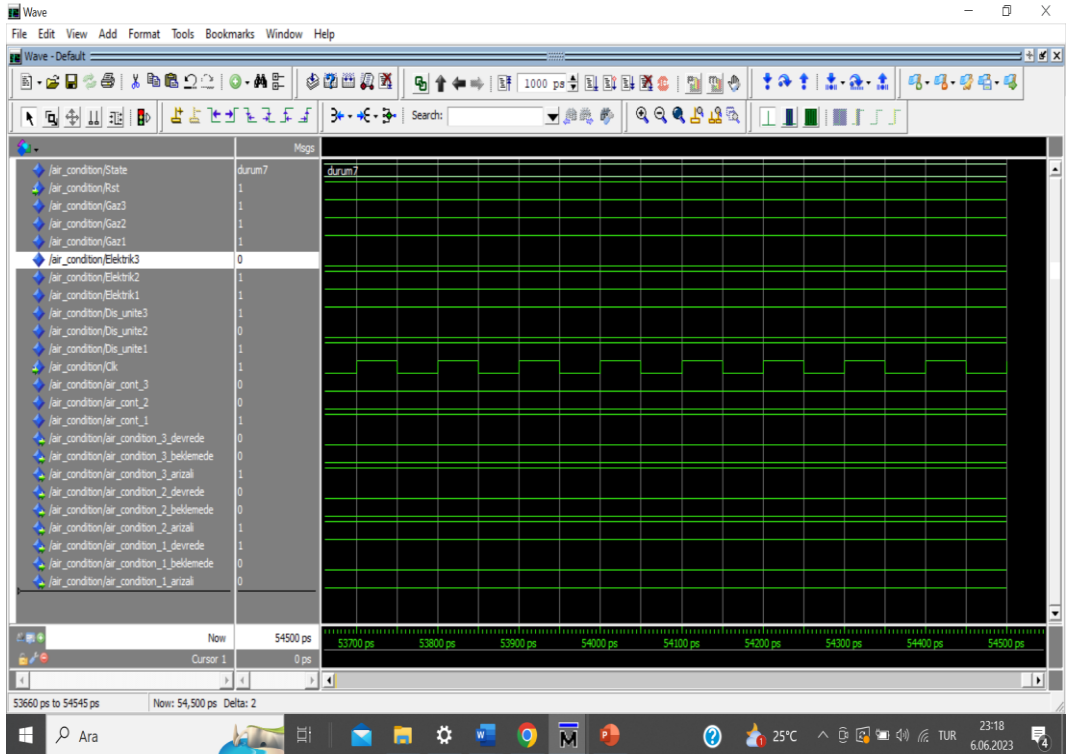 Wave
File Edit View Add Format Tools Bookmarks Window Help
Wave - Default
1000 ps
Search:
Msgs
/air_condition/State durum7 durum7
/air_condition/Rst 1
/air_condition/Gaz3 1
/air_condition/Gaz2 1
/air_condition/Gaz1 1
/air_condition/Elektrik3 0
/air_condition/Elektrik2 1
/air_condition/Elektrik1 1
/air_condition/Dis_unite3 1
/air_condition/Dis_unite2 0
/air_condition/Dis_unite1 1
/air_condition/Clk 1
/air_condition/air_cont_3 0
/air_condition/air_cont_2 0
/air_condition/air_cont_1 1
/air_condition/air_condition_3_devrede 0
/air_condition/air_condition_3_beklemede 0
/air_condition/air_condition_3_arizali 1
/air_condition/air_condition_2_devrede 0
/air_condition/air_condition_2_beklemede 0
/air_condition/air_condition_2_arizali 1
/air_condition/air_condition_1_devrede 1
/air_condition/air_condition_1_beklemede 0
/air_condition/air_condition_1_arizali 0
Now 54500 ps
53700 ps 53800 ps 53900 ps 54000 ps 54100 ps 54200 ps 54300 ps 54400 ps 54500 ps
Cursor 1 0 ps
53660 ps to 54545 ps Now: 54,500 ps Delta: 2
Ara 25°C TUR 23:18
6.06.2023